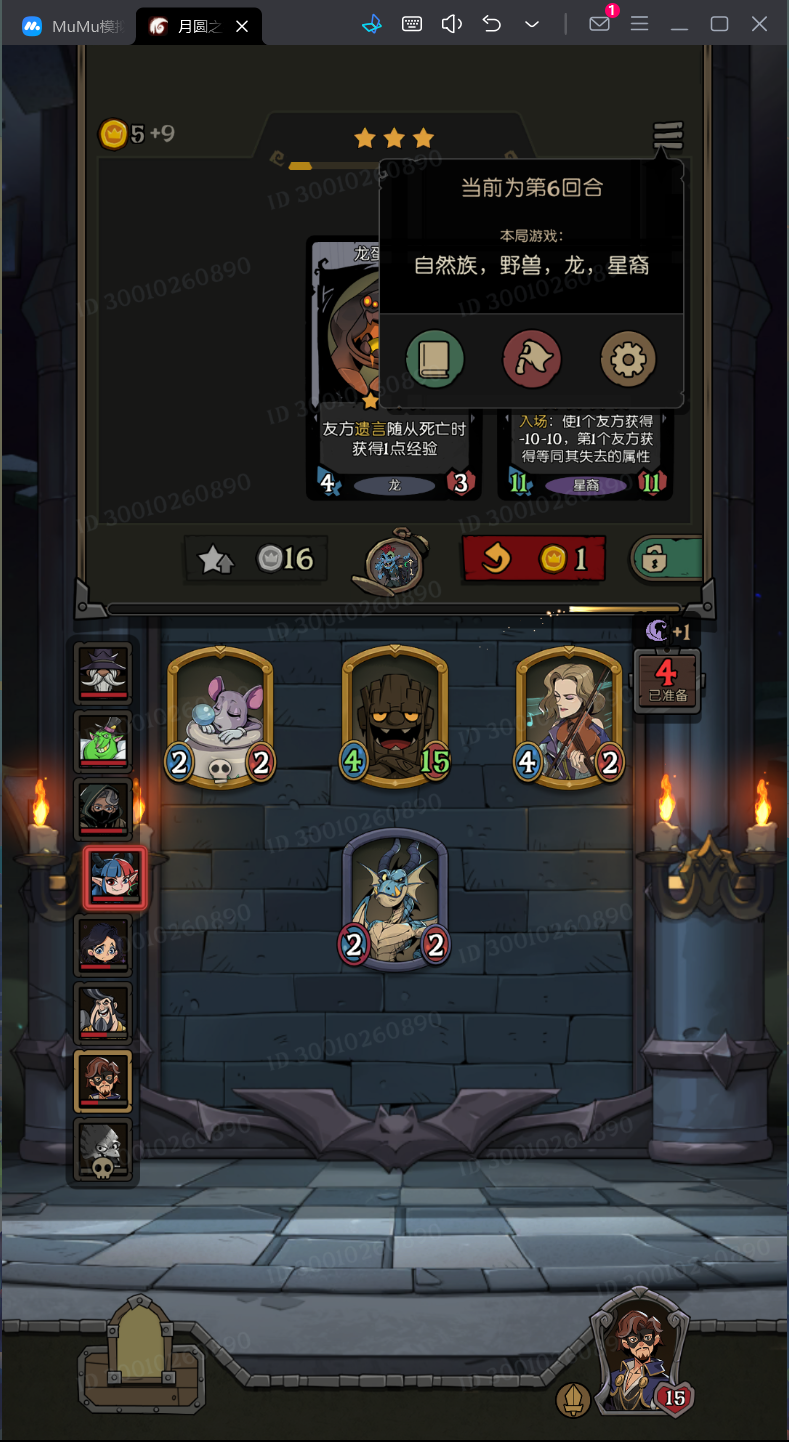 MuMu模拟
月圆之
1
5 +9
当前为第6回合
本局游戏：
自然族，野兽，龙，星裔
龙蛋
友方遗言随从死亡时
获得1点经验
4
龙
3
入场：使1个友方获得
-10-10，第1个友方获
得等同其失去的属性
11
星裔
11
16
1
+1
4
已准备
2
2
4
15
4
2
2
2
15
ID 30010260890